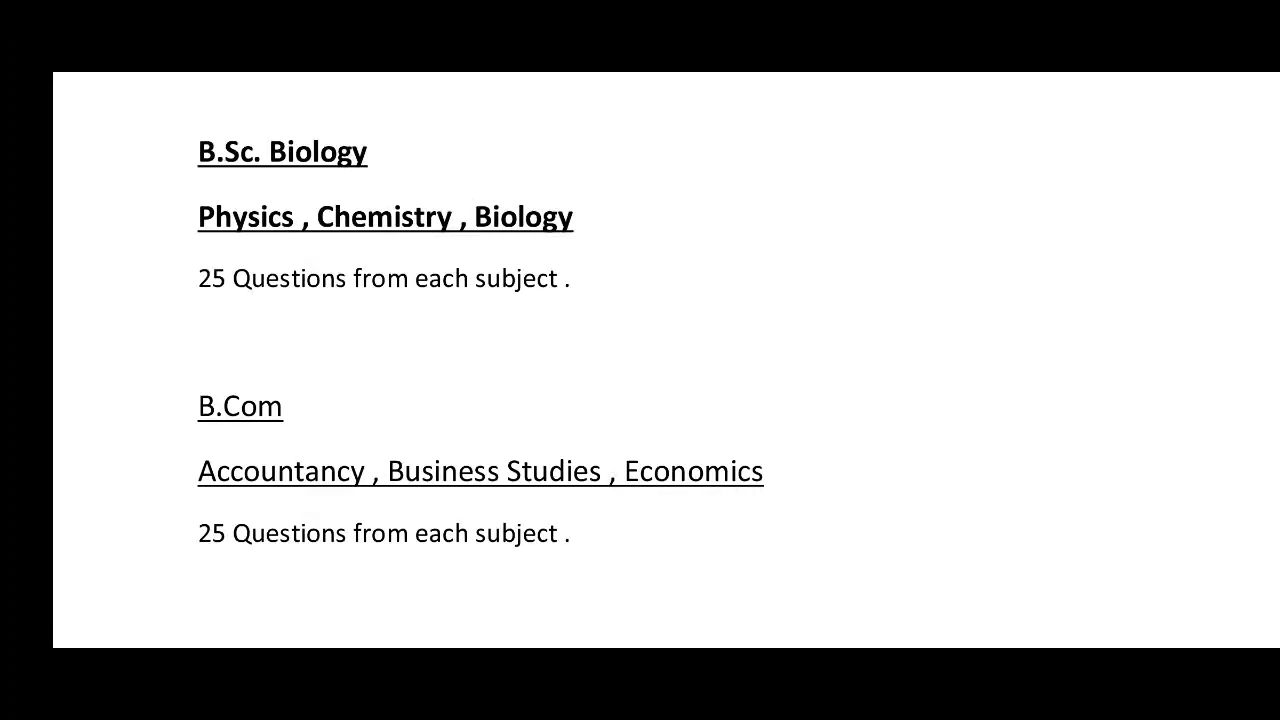 B.Sc. Biology
Physics , Chemistry , Biology
25 Questions from each subject .
B.Com
Accountancy , Business Studies , Economics
25 Questions from each subject .